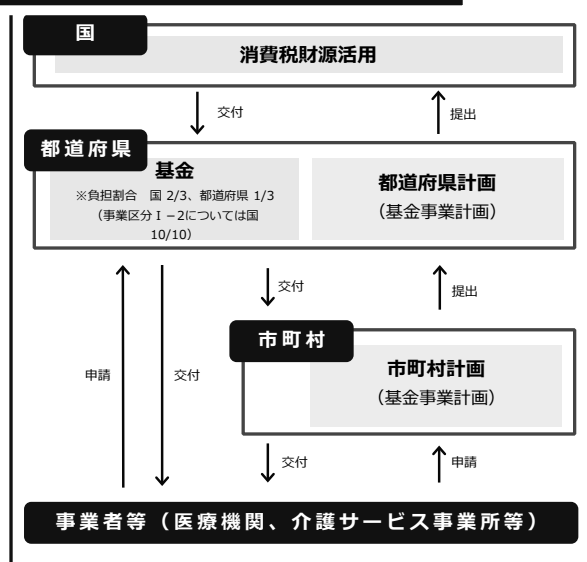 国
消費税財源活用
交付
提出
都道府県
基金
※負担割合　国 2/3、都道府県 1/3
（事業区分Ⅰ－2については国
10/10）
都道府県計画
（基金事業計画）
交付
提出
市町村
市町村計画
（基金事業計画）
申請
交付
交付
申請
事業者等（医療機関、介護サービス事業所等）